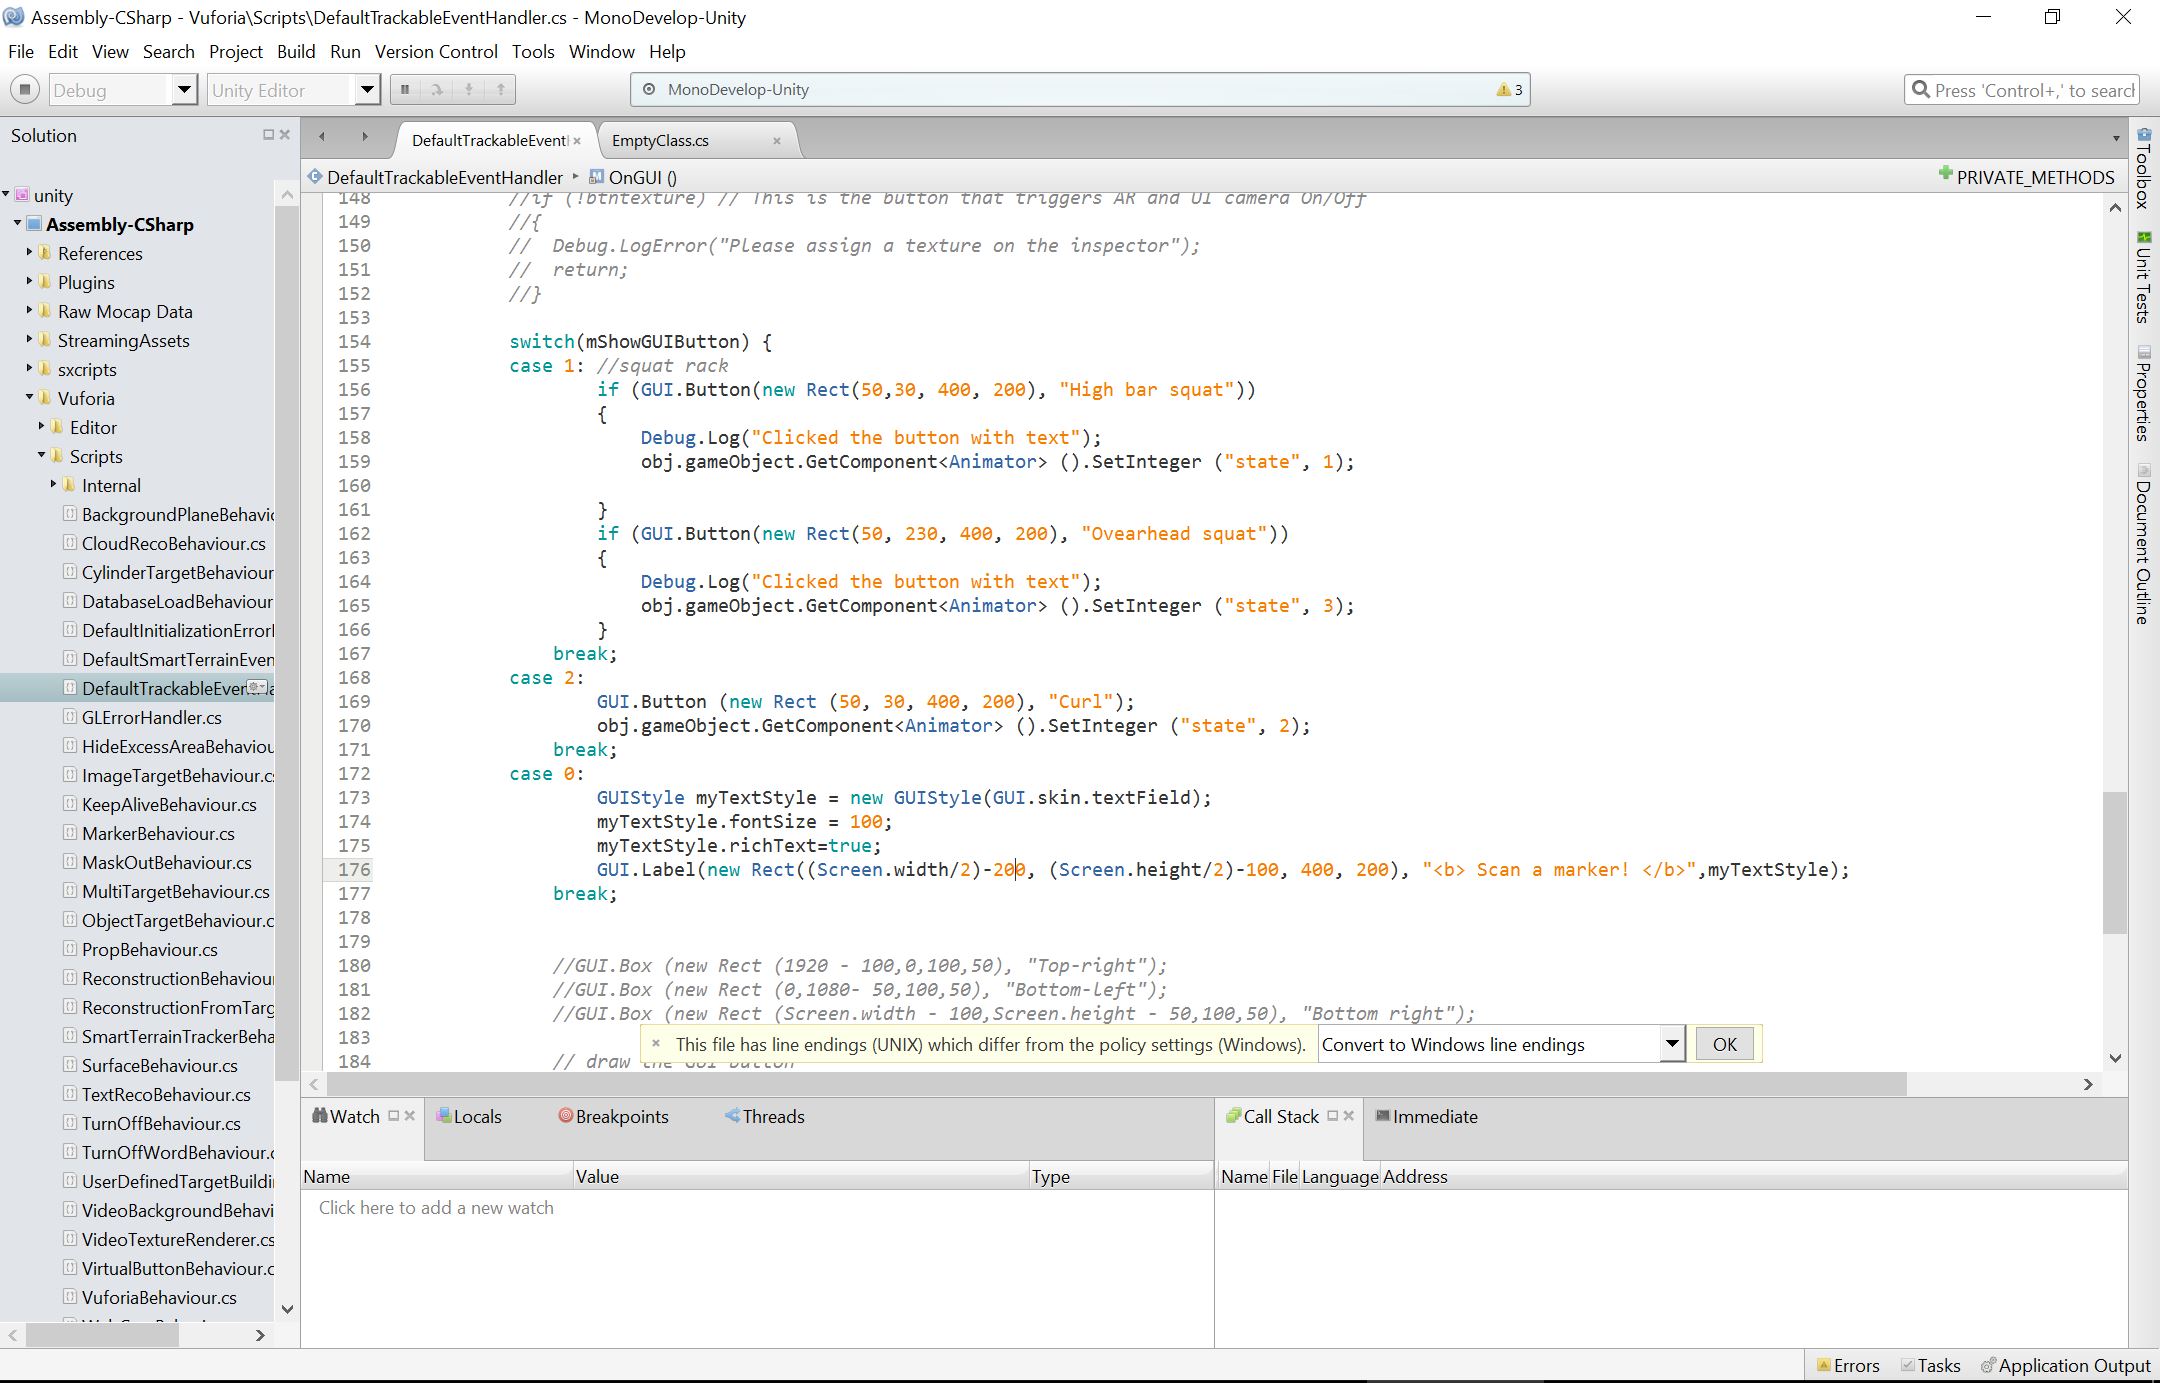 Assembly-CSharp - Vuforia\Scripts\DefaultTrackableEventHandler.cs - MonoDevelop-Unity
File Edit View Search Project Build Run Version Control Tools Window Help
Debug Unity Editor MonoDevelop-Unity 3 Press 'Control+,' to search
Solution
DefaultTrackableEvent EmptyClass.cs
DefaultTrackableEventHandler OnGUI () PRIVATE_METHODS
unity
Assembly-CSharp
References
Plugins
Raw Mocap Data
StreamingAssets
sxcripts
Vuforia
Editor
Scripts
Internal
BackgroundPlaneBehavio
CloudRecoBehaviour.cs
CylinderTargetBehaviour
DatabaseLoadBehaviour
DefaultInitializationError
DefaultSmartTerrainEven
DefaultTrackableEven
GLErrorHandler.cs
HideExcessAreaBehaviou
ImageTargetBehaviour.cs
KeepAliveBehaviour.cs
MarkerBehaviour.cs
MaskOutBehaviour.cs
MultiTargetBehaviour.cs
ObjectTargetBehaviour.c
PropBehaviour.cs
ReconstructionBehaviour
ReconstructionFromTarg
SmartTerrainTrackerBeha
SurfaceBehaviour.cs
TextRecoBehaviour.cs
TurnOffBehaviour.cs
TurnOffWordBehaviour.c
UserDefinedTargetBuildi
VideoBackgroundBehavi
VideoTextureRenderer.cs
VirtualButtonBehaviour.c
VuforiaBehaviour.cs
148 //if (!btntexture) // This is the button that triggers AR and UI camera On/Off
149 //{
150 // Debug.LogError("Please assign a texture on the inspector");
151 // return;
152 //}
153
154 switch(mShowGUIButton) {
155 case 1: //squat rack
156 if (GUI.Button(new Rect(50,30, 400, 200), "High bar squat"))
157 {
158 Debug.Log("Clicked the button with text");
159 obj.gameObject.GetComponent<Animator> ().SetInteger ("state", 1);
160
161 }
162 if (GUI.Button(new Rect(50, 230, 400, 200), "Ovearhead squat"))
163 {
164 Debug.Log("Clicked the button with text");
165 obj.gameObject.GetComponent<Animator> ().SetInteger ("state", 3);
166 }
167 break;
168 case 2:
169 GUI.Button (new Rect (50, 30, 400, 200), "Curl");
170 obj.gameObject.GetComponent<Animator> ().SetInteger ("state", 2);
171 break;
172 case 0:
173 GUIStyle myTextStyle = new GUIStyle(GUI.skin.textField);
174 myTextStyle.fontSize = 100;
175 myTextStyle.richText=true;
176 GUI.Label(new Rect((Screen.width/2)-200, (Screen.height/2)-100, 400, 200), "<b> Scan a marker! </b>",myTextStyle);
177 break;
178
179
180 //GUI.Box (new Rect (1920 - 100,0,100,50), "Top-right");
181 //GUI.Box (new Rect (0,1080- 50,100,50), "Bottom-left");
182 //GUI.Box (new Rect (Screen.width - 100,Screen.height - 50,100,50), "Bottom right");
183
184 // draw the GUI button
This file has line endings (UNIX) which differ from the policy settings (Windows). Convert to Windows line endings OK
Toolbox
Unit Tests
Properties
Document Outline
Watch Locals Breakpoints Threads
Name Value Type
Click here to add a new watch
Call Stack Immediate
Name File Language Address
Errors Tasks Application Output